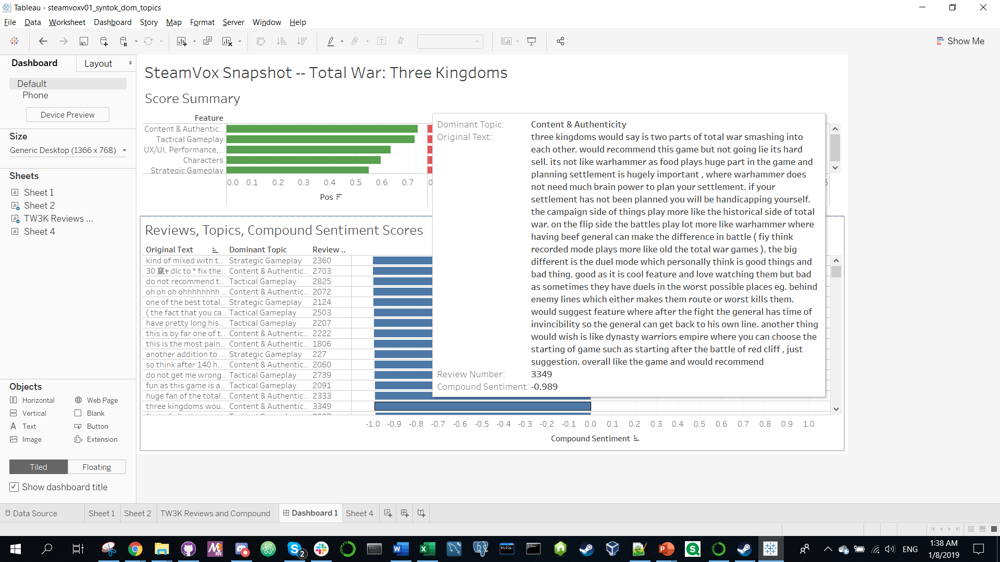 Tableau - steamvoxv01_syntok_dom_topics
File Data Worksheet Dashboard Story Map Format Server Window Help
Show Me
Dashboard Layout
Default
Phone
Device Preview
Size
Generic Desktop (1366 x 768)
Sheets
Sheet 1
Sheet 2
TW3K Reviews ...
Sheet 4
Objects
Horizontal Web Page
Vertical Blank
Text Button
Image Extension
Tiled Floating
Show dashboard title
SteamVox Snapshot -- Total War: Three Kingdoms
Score Summary
Feature
Content & Authentic..
Tactical Gameplay
UX/UI, Performance,..
Characters
Strategic Gameplay
0.0 0.1 0.2 0.3 0.4 0.5 0.6 0.7
Pos
Reviews, Topics, Compound Sentiment Scores
Original Text Dominant Topic Review ..
kind of mixed with t.. Strategic Gameplay 2360
dlc to * fix the.. Content & Authentic.. 2703
do not recommend t.. Tactical Gameplay 2825
oh oh oh ohhhhhhhh .. Content & Authentic.. 2072
one of the best total.. Strategic Gameplay 2124
( the fact that you ca.. Tactical Gameplay 2503
have pretty long his.. Tactical Gameplay 2207
this is by far one of t.. Content & Authentic.. 2222
this is the most pain.. Content & Authentic.. 1806
another addition to .. Strategic Gameplay 227
so think after 140 h.. Content & Authentic.. 2060
do not get me wrong.. Tactical Gameplay 2739
fun as this game is a.. Tactical Gameplay 2091
huge fan of the total.. Content & Authentic.. 2333
three kingdoms wou.. Content & Authentic.. 3349
-1.0 -0.9 -0.8 -0.7 -0.6 -0.5 -0.4 -0.3 -0.2 -0.1 0.0 0.1 0.2 0.3 0.4 0.5 0.6 0.7 0.8 0.9 1.0
Compound Sentiment
Dominant Topic: Content & Authenticity
Original Text: three kingdoms would say is two parts of total war smashing into
each other. would recommend this game but not going lie its hard
sell. its not like warhammer as food plays huge part in the game and
planning settlement is hugely important , where warhammer does
not need much brain power to plan your settlement. if your
settlement has not been planned you will be handicapping yourself.
the campaign side of things play more like the historical side of total
war. on the flip side the battles play lot more like warhammer where
having beef general can make the difference in battle ( fiy think
recorded mode plays more like old the total war games ). the big
different is the duel mode which personally think is good things and
bad thing. good as it is cool feature and love watching them but bad
as sometimes they have duels in the worst possible places eg. behind
enemy lines which either makes them route or worst kills them.
would suggest feature where after the fight the general has time of
invincibility so the general can get back to his own line. another thing
would wish is like dynasty warriors empire where you can choose the
starting of game such as starting after the battle of red cliff , just
suggestion. overall like the game and would recommend
Review Number: 3349
Compound Sentiment: -0.989
Data Source Sheet 1 Sheet 2 TW3K Reviews and Compound Dashboard 1 Sheet 4
ENG
1:38 AM
1/8/2019